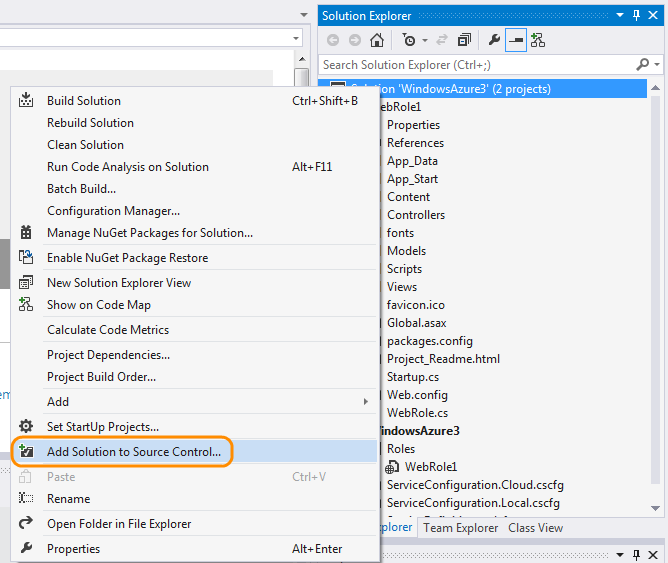 Solution Explorer
Search Solution Explorer (Ctrl+;)
Solution 'WindowsAzure3' (2 projects)
Properties
References
App_Data
App_Start
Content
Controllers
fonts
Models
Scripts
Views
favicon.ico
Global.asax
packages.config
Project_Readme.html
Startup.cs
Web.config
WebRole.cs
Roles
WebRole1
ServiceConfiguration.Cloud.cscfg
ServiceConfiguration.Local.cscfg
Team Explorer Class View
Build Solution Ctrl+Shift+B
Rebuild Solution
Clean Solution
Run Code Analysis on Solution Alt+F11
Batch Build...
Configuration Manager...
Manage NuGet Packages for Solution...
Enable NuGet Package Restore
New Solution Explorer View
Show on Code Map
Calculate Code Metrics
Project Dependencies...
Project Build Order...
Add
Set StartUp Projects...
Add Solution to Source Control...
Paste Ctrl+V
Rename
Open Folder in File Explorer
Properties Alt+Enter